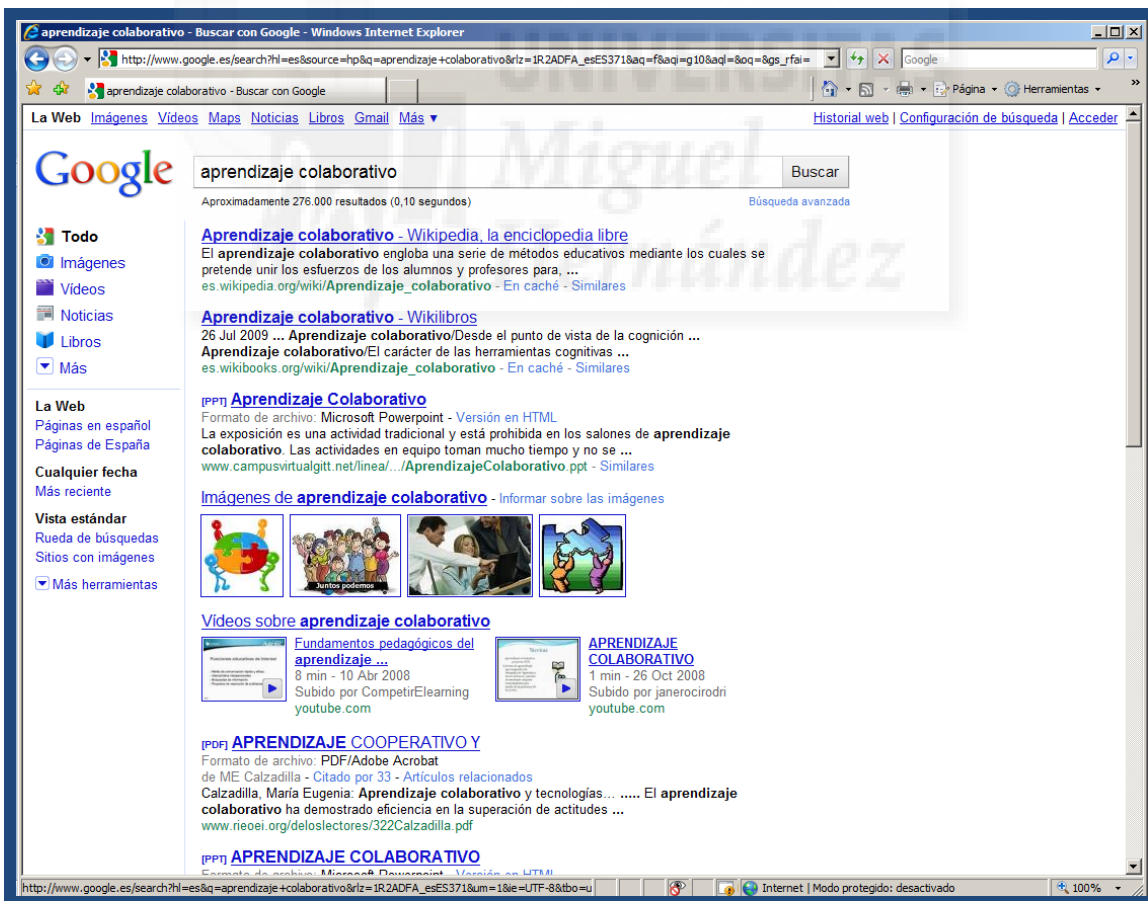 aprendizaje colaborativo - Buscar con Google - Windows Internet Explorer
http://www.google.es/search?hl=es&source=hp&q=aprendizaje+colaborativo&rlz=1R2ADFA_esES371&aq=f&aqi=g10&aql=&oq=&gs_rfai=
Google
aprendizaje colaborativo - Buscar con Google
Página
Herramientas
»
UNIVERSITAS
Miguel
Hernández
La Web Imágenes Vídeos Maps Noticias Libros Gmail Más ▼
Historial web | Configuración de búsqueda | Acceder
Google
aprendizaje colaborativo
Buscar
Aproximadamente 276.000 resultados (0,10 segundos)
Búsqueda avanzada
Todo
Imágenes
Vídeos
Noticias
Libros
Más
La Web
Páginas en español
Páginas de España
Cualquier fecha
Más reciente
Vista estándar
Rueda de búsquedas
Sitios con imágenes
Más herramientas
Aprendizaje colaborativo - Wikipedia, la enciclopedia libre
El aprendizaje colaborativo engloba una serie de métodos educativos mediante los cuales se
pretende unir los esfuerzos de los alumnos y profesores para, ...
es.wikipedia.org/wiki/Aprendizaje_colaborativo - En caché - Similares
Aprendizaje colaborativo - Wikilibros
26 Jul 2009 ... Aprendizaje colaborativo/Desde el punto de vista de la cognición ...
Aprendizaje colaborativo/El carácter de las herramientas cognitivas ...
es.wikibooks.org/wiki/Aprendizaje_colaborativo - En caché - Similares
[PPT] Aprendizaje Colaborativo
Formato de archivo: Microsoft Powerpoint - Versión en HTML
La exposición es una actividad tradicional y está prohibida en los salones de aprendizaje
colaborativo. Las actividades en equipo toman mucho tiempo y no se ...
www.campusvirtualgitt.net/linea/.../AprendizajeColaborativo.ppt - Similares
Imágenes de aprendizaje colaborativo - Informar sobre las imágenes
Juntos podemos
Vídeos sobre aprendizaje colaborativo
Funciones educativas de Internet
Fundamentos pedagógicos del
aprendizaje ...
8 min - 10 Abr 2008
Subido por CompetirElearning
youtube.com
Técnicas
APRENDIZAJE
COLABORATIVO
1 min - 26 Oct 2008
Subido por janerocirodri
youtube.com
[PDF] APRENDIZAJE COOPERATIVO Y
Formato de archivo: PDF/Adobe Acrobat
de ME Calzadilla - Citado por 33 - Artículos relacionados
Calzadilla, María Eugenia: Aprendizaje colaborativo y tecnologías... ..... El aprendizaje
colaborativo ha demostrado eficiencia en la superación de actitudes ...
www.rieoei.org/deloslectores/322Calzadilla.pdf
[PPT] APRENDIZAJE COLABORATIVO
Formato de archivo: Microsoft Powerpoint - Versión en HTML
http://www.google.es/search?hl=es&q=aprendizaje+colaborativo&rlz=1R2ADFA_esES371&um=1&ie=UTF-8&tbo=u
Internet | Modo protegido: desactivado
100%